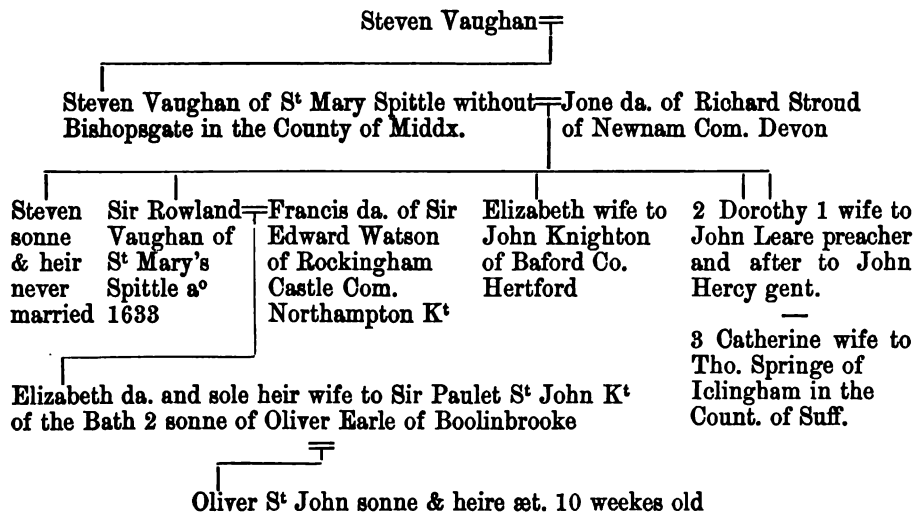 Steven Vaughan
Steven Vaughan of Sᵗ Mary Spittle without
Bishopsgate in the County of Middx.
Jone da. of Richard Stroud
of Newnam Com. Devon
Steven
sonne
& heir
never
married
Sir Rowland
Vaughan of
Sᵗ Mary's
Spittle aº
1633
Francis da. of Sir
Edward Watson
of Rockingham
Castle Com.
Northampton Kᵗ
Elizabeth wife to
John Knighton
of Baford Co.
Hertford
2 Dorothy 1 wife to
John Leare preacher
and after to John
Hercy gent.
3 Catherine wife to
Tho. Springe of
Iclingham in the
Count. of Suff.
Elizabeth da. and sole heir wife to Sir Paulet Sᵗ John Kᵗ
of the Bath 2 sonne of Oliver Earle of Boolinbrooke
Oliver Sᵗ John sonne & heire æt. 10 weekes old